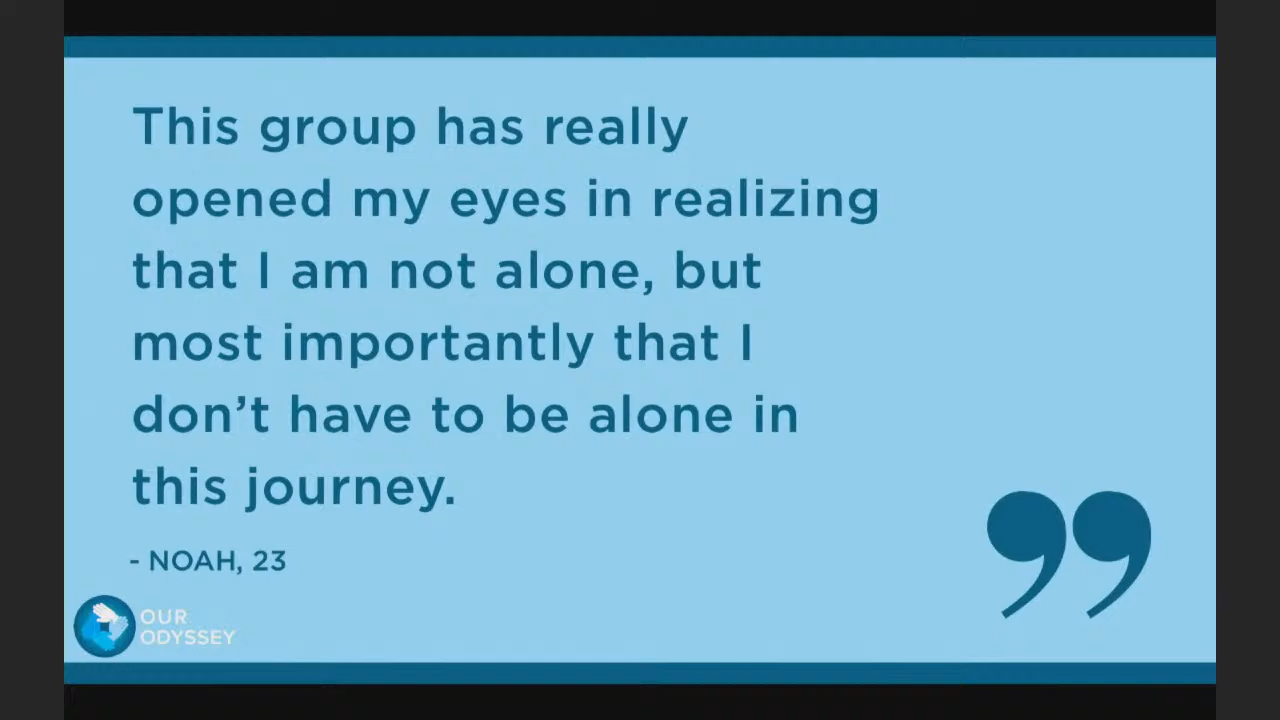 This group has really
opened my eyes in realizing
that I am not alone, but
most importantly that I
don’t have to be alone in
this journey.
- NOAH, 23
OUR
ODYSSEY
”